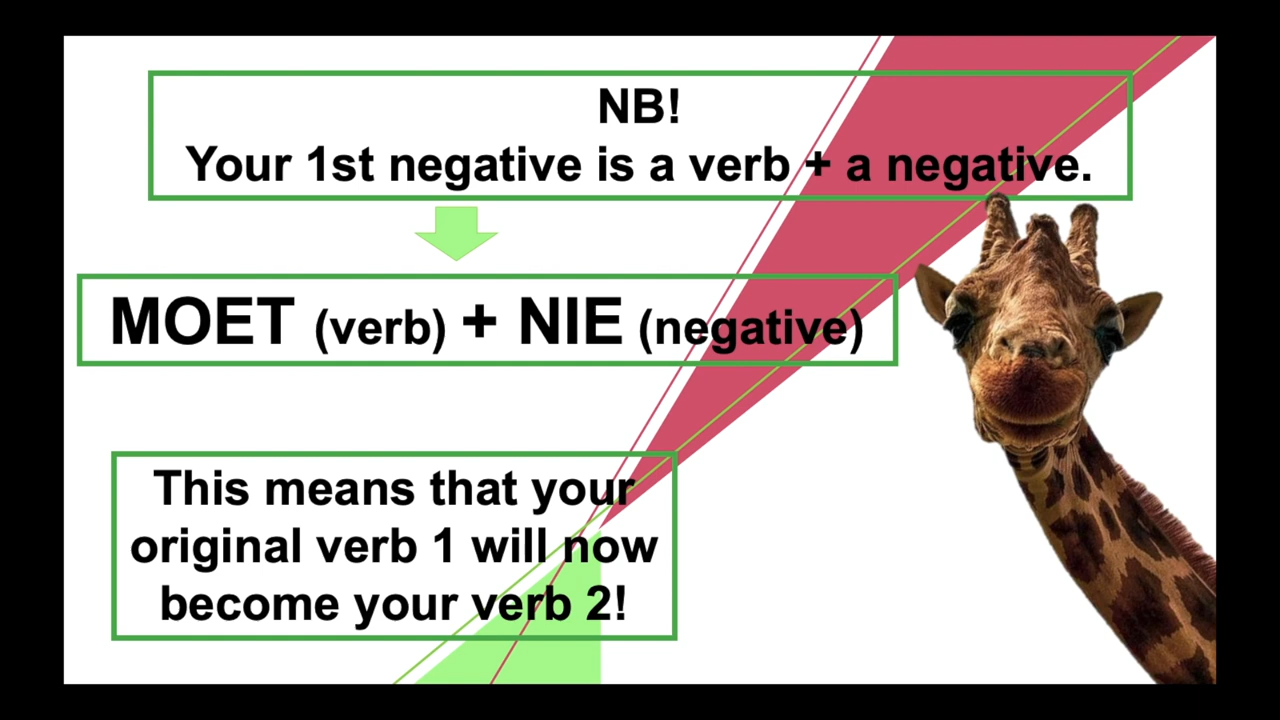 NB!
Your 1st negative is a verb + a negative.
MOET (verb) + NIE (negative)
This means that your
original verb 1 will now
become your verb 2!